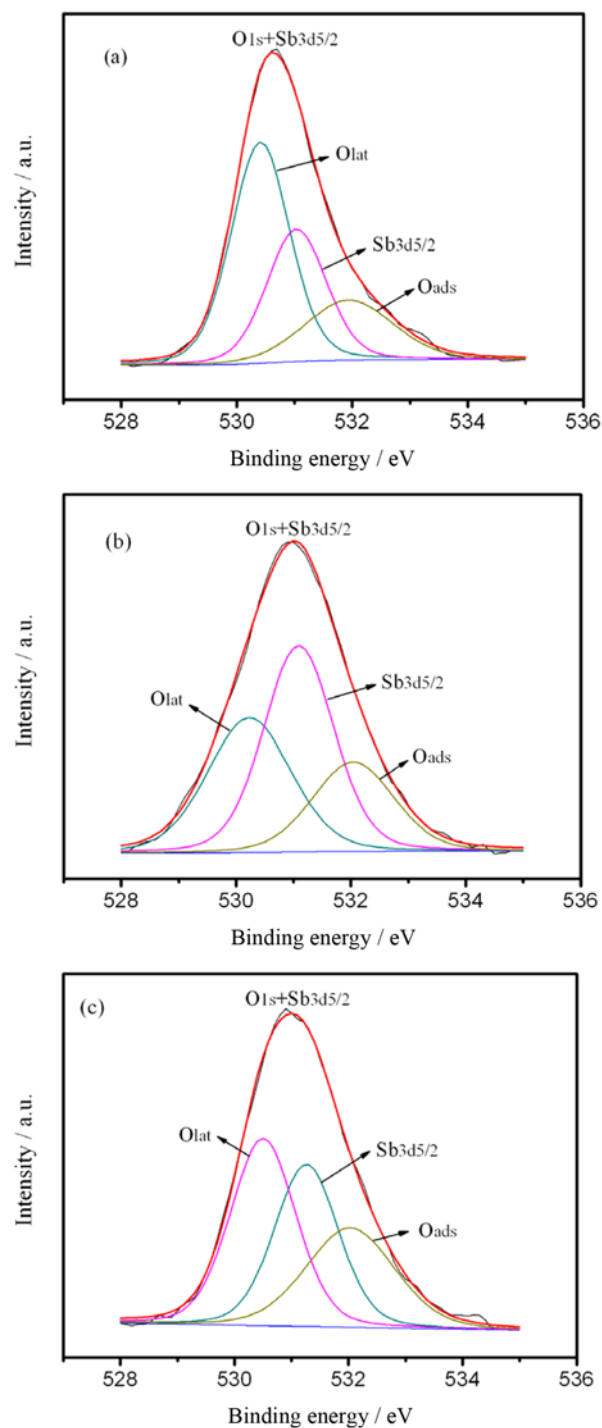 (a)
O1s+Sb3d5/2
Olat
Sb3d5/2
Oads
Intensity / a.u.
528 530 532 534 536
Binding energy / eV
(b)
O1s+Sb3d5/2
Sb3d5/2
Olat
Oads
Intensity / a.u.
528 530 532 534 536
Binding energy / eV
(c)
O1s+Sb3d5/2
Olat
Sb3d5/2
Oads
Intensity / a.u.
528 530 532 534 536
Binding energy / eV